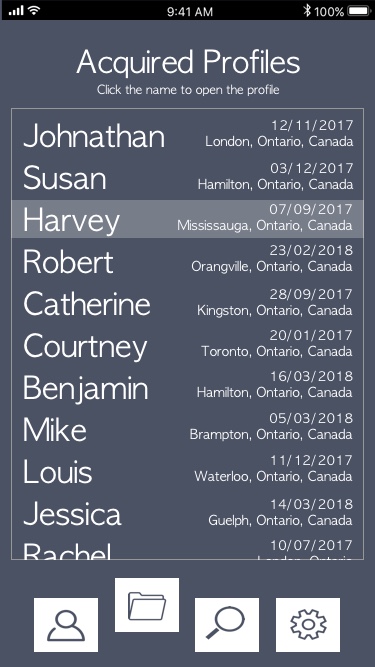 9:41 AM 100%
Acquired Profiles
Click the name to open the profile
Johnathan 12/11/2017
London, Ontario, Canada
Susan 03/12/2017
Hamilton, Ontario, Canada
Harvey 07/09/2017
Mississauga, Ontario, Canada
Robert 23/02/2018
Orangville, Ontario, Canada
Catherine 28/09/2017
Kingston, Ontario, Canada
Courtney 20/01/2017
Toronto, Ontario, Canada
Benjamin 16/03/2018
Hamilton, Ontario, Canada
Mike 05/03/2018
Brampton, Ontario, Canada
Louis 11/12/2017
Waterloo, Ontario, Canada
Jessica 14/03/2018
Guelph, Ontario, Canada
Rachel 10/07/2017